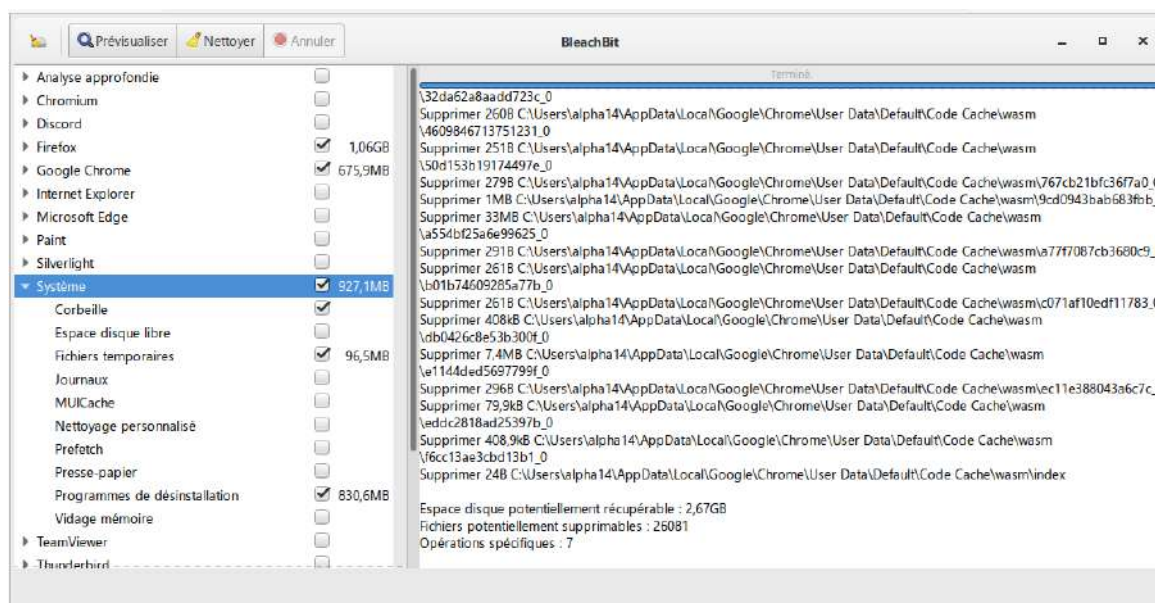 Prévisualiser Nettoyer Annuler BleachBit
Analyse approfondie
Chromium
Discord
Firefox 1,06GB
Google Chrome 675,9MB
Internet Explorer
Microsoft Edge
Paint
Silverlight
Système 927,1MB
Corbeille
Espace disque libre
Fichiers temporaires 96,5MB
Journaux
MUICache
Nettoyage personnalisé
Prefetch
Presse-papier
Programmes de désinstallation 830,6MB
Vidage mémoire
TeamViewer
Thunderbird
Terminé.
\32da62a8aadd723c_0
Supprimer 260B C:\Users\alpha14\AppData\Local\Google\Chrome\User Data\Default\Code Cache\wasm
\4609846713751231_0
Supprimer 251B C:\Users\alpha14\AppData\Local\Google\Chrome\User Data\Default\Code Cache\wasm
\50d153b19174497e_0
Supprimer 279B C:\Users\alpha14\AppData\Local\Google\Chrome\User Data\Default\Code Cache\wasm\767cb21bfc36f7a0_0
Supprimer 1MB C:\Users\alpha14\AppData\Local\Google\Chrome\User Data\Default\Code Cache\wasm\9cd0943bab683fbb_
Supprimer 33MB C:\Users\alpha14\AppData\Local\Google\Chrome\User Data\Default\Code Cache\wasm
\a554bf25a6e99625_0
Supprimer 291B C:\Users\alpha14\AppData\Local\Google\Chrome\User Data\Default\Code Cache\wasm\a77f7087cb3680c9_
Supprimer 261B C:\Users\alpha14\AppData\Local\Google\Chrome\User Data\Default\Code Cache\wasm
\b01b74609285a77b_0
Supprimer 261B C:\Users\alpha14\AppData\Local\Google\Chrome\User Data\Default\Code Cache\wasm\c071af10edf11783_0
Supprimer 408kB C:\Users\alpha14\AppData\Local\Google\Chrome\User Data\Default\Code Cache\wasm
\db0426c8e53b300f_0
Supprimer 7,4MB C:\Users\alpha14\AppData\Local\Google\Chrome\User Data\Default\Code Cache\wasm
\e1144ded5697799f_0
Supprimer 296B C:\Users\alpha14\AppData\Local\Google\Chrome\User Data\Default\Code Cache\wasm\ec11e388043a6c7c_
Supprimer 79,9kB C:\Users\alpha14\AppData\Local\Google\Chrome\User Data\Default\Code Cache\wasm
\eddc2818ad25397b_0
Supprimer 408,9kB C:\Users\alpha14\AppData\Local\Google\Chrome\User Data\Default\Code Cache\wasm
\f6cc13ae3cbd13b1_0
Supprimer 24B C:\Users\alpha14\AppData\Local\Google\Chrome\User Data\Default\Code Cache\wasm\index
Espace disque potentiellement récupérable : 2,67GB
Fichiers potentiellement supprimables : 26081
Opérations spécifiques : 7